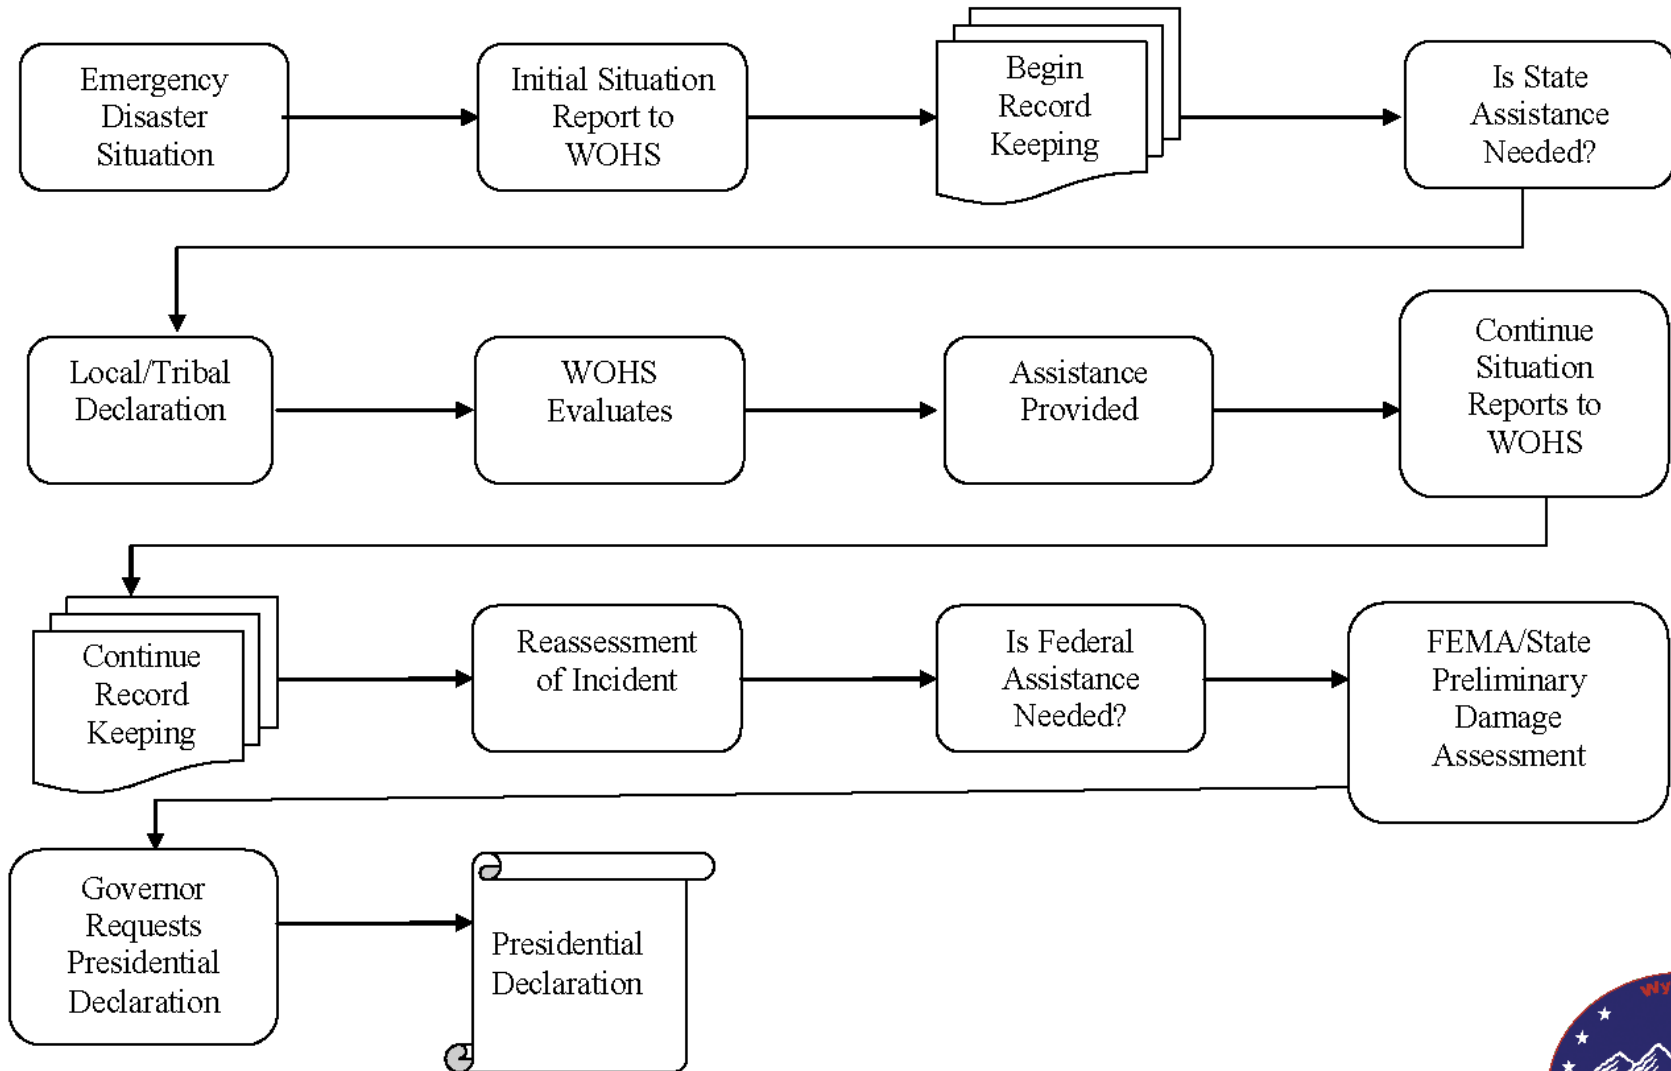 Emergency
Disaster
Situation
Initial Situation
Report to
WOHS
Begin
Record
Keeping
Is State
Assistance
Needed?
Local/Tribal
Declaration
WOHS
Evaluates
Assistance
Provided
Continue
Situation
Reports to
WOHS
Continue
Record
Keeping
Reassessment
of Incident
Is Federal
Assistance
Needed?
FEMA/State
Preliminary
Damage
Assessment
Governor
Requests
Presidential
Declaration
Presidential
Declaration
Wy